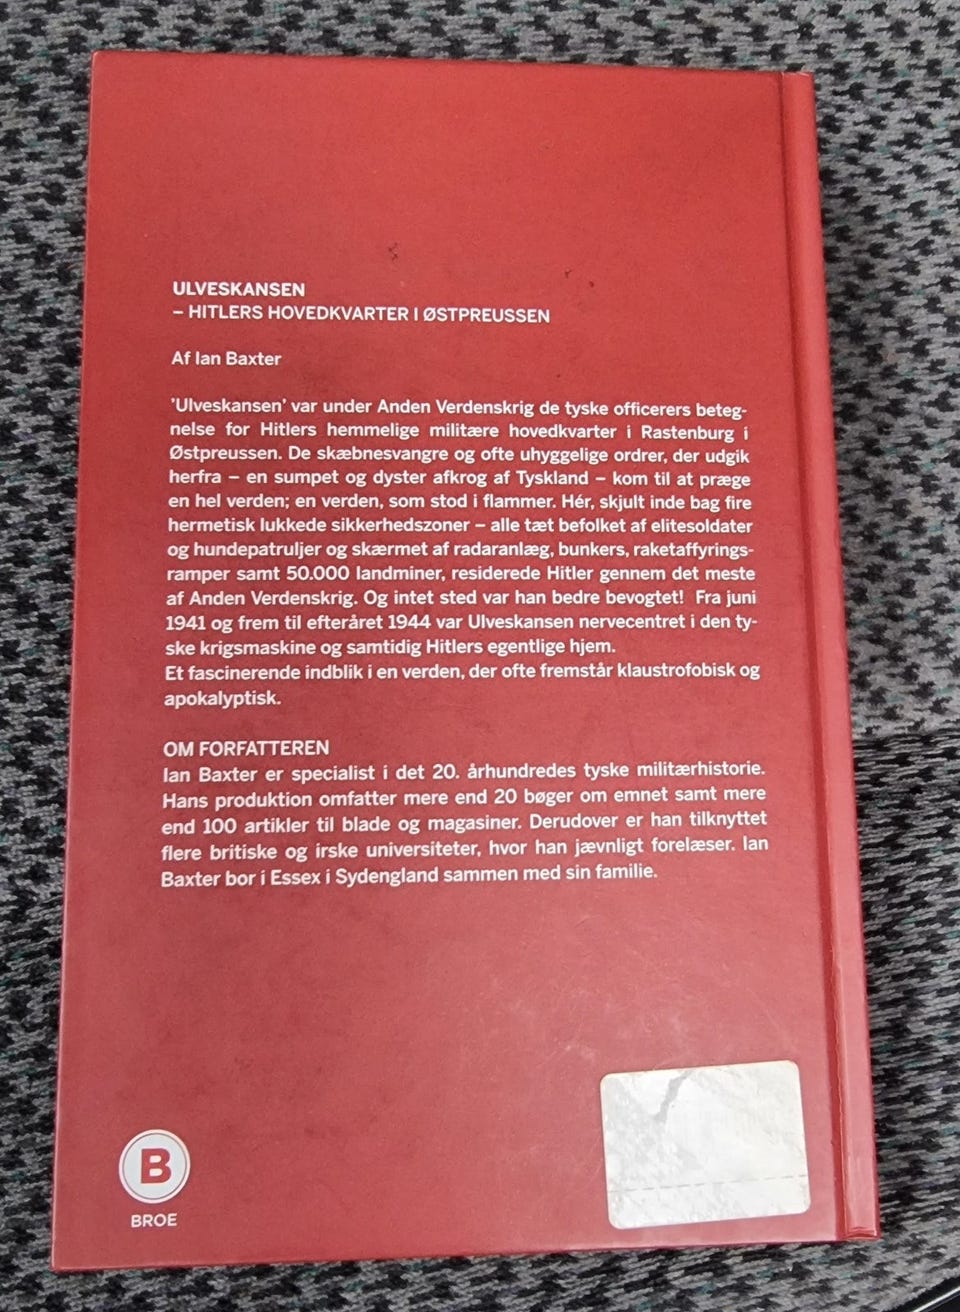 ULVESKANSEN
– HITLERS HOVEDKVARTER I ØSTPREUSSEN
Af Ian Baxter
’Ulveskansen’ var under Anden Verdenskrig de tyske officerers beteg-
nelse for Hitlers hemmelige militære hovedkvarter i Rastenburg i
Østpreussen. De skæbnesvangre og ofte uhyggelige ordrer, der udgik
herfra – en sumpet og dyster afkrog af Tyskland – kom til at præge
en hel verden; en verden, som stod i flammer. Hér, skjult inde bag fire
hermetisk lukkede sikkerhedszoner – alle tæt befolket af elitesoldater
og hundepatruljer og skærmet af radaranlæg, bunkers, raketaffyrings-
ramper samt 50.000 landminer, residerede Hitler gennem det meste
af Anden Verdenskrig. Og intet sted var han bedre bevogtet! Fra juni
1941 og frem til efteråret 1944 var Ulveskansen nervecentret i den ty-
ske krigsmaskine og samtidig Hitlers egentlige hjem.
Et fascinerende indblik i en verden, der ofte fremstår klaustrofobisk og
apokalyptisk.
OM FORFATTEREN
Ian Baxter er specialist i det 20. århundredes tyske militærhistorie.
Hans produktion omfatter mere end 20 bøger om emnet samt mere
end 100 artikler til blade og magasiner. Derudover er han tilknyttet
flere britiske og irske universiteter, hvor han jævnligt forelæser. Ian
Baxter bor i Essex i Sydengland sammen med sin familie.
B
BROE